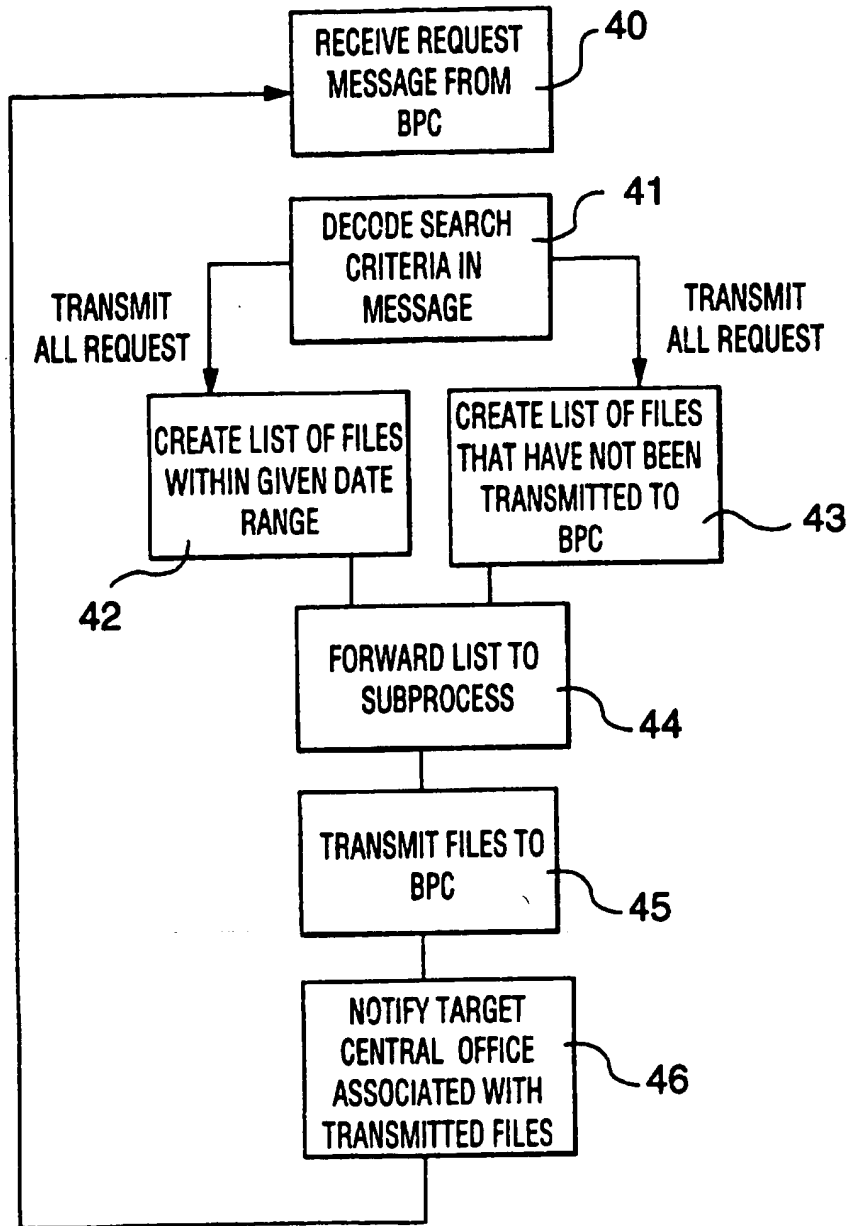 RECEIVE REQUEST
MESSAGE FROM
BPC
40
DECODE SEARCH
CRITERIA IN
MESSAGE
41
TRANSMIT
ALL REQUEST
TRANSMIT
ALL REQUEST
CREATE LIST OF FILES
WITHIN GIVEN DATE
RANGE
42
CREATE LIST OF FILES
THAT HAVE NOT BEEN
TRANSMITTED TO
BPC
43
FORWARD LIST TO
SUBPROCESS
44
TRANSMIT FILES TO
BPC
45
NOTIFY TARGET
CENTRAL OFFICE
ASSOCIATED WITH
TRANSMITTED FILES
46